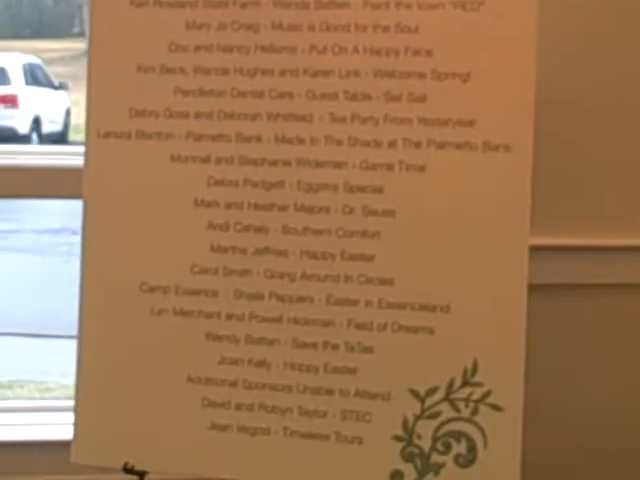 Ken Rowland State Farm - Wanda Batten - Paint the Town "RED"
Mary Jo Craig - Music is Good for the Soul
Doc and Nancy Hellams - Put On A Happy Face
Kim Beck, Wanda Hughes and Karen Link - Welcome Spring!
Pendleton Dental Care - Guest Table - Set Sail
Debra Goss and Deborah Whitfield - Tea Party From Yesteryear
Blanton - Palmetto Bank - Made In The Shade at The Palmetto Bank
and Stephanie Wideman - Game Time
Debra Padgett - Eggstra Special
Mark and Heather Majors - Dr. Seuss
Andi - Southern Comfort
Martha Jeffries - Happy Easter
Carol Smith - Going Around In Circles
Camp Essence - Sheila Peppers - Easter in Essenceland
Lyn Merchant and Powell Hickman - Field of Dreams
Wendy Batten - Save the TaTas
Joan Kelly - Hoppy Easter
Additional Sponsors Unable to Attend
David and Robyn Taylor - STEC
Jean - Timeless Tours